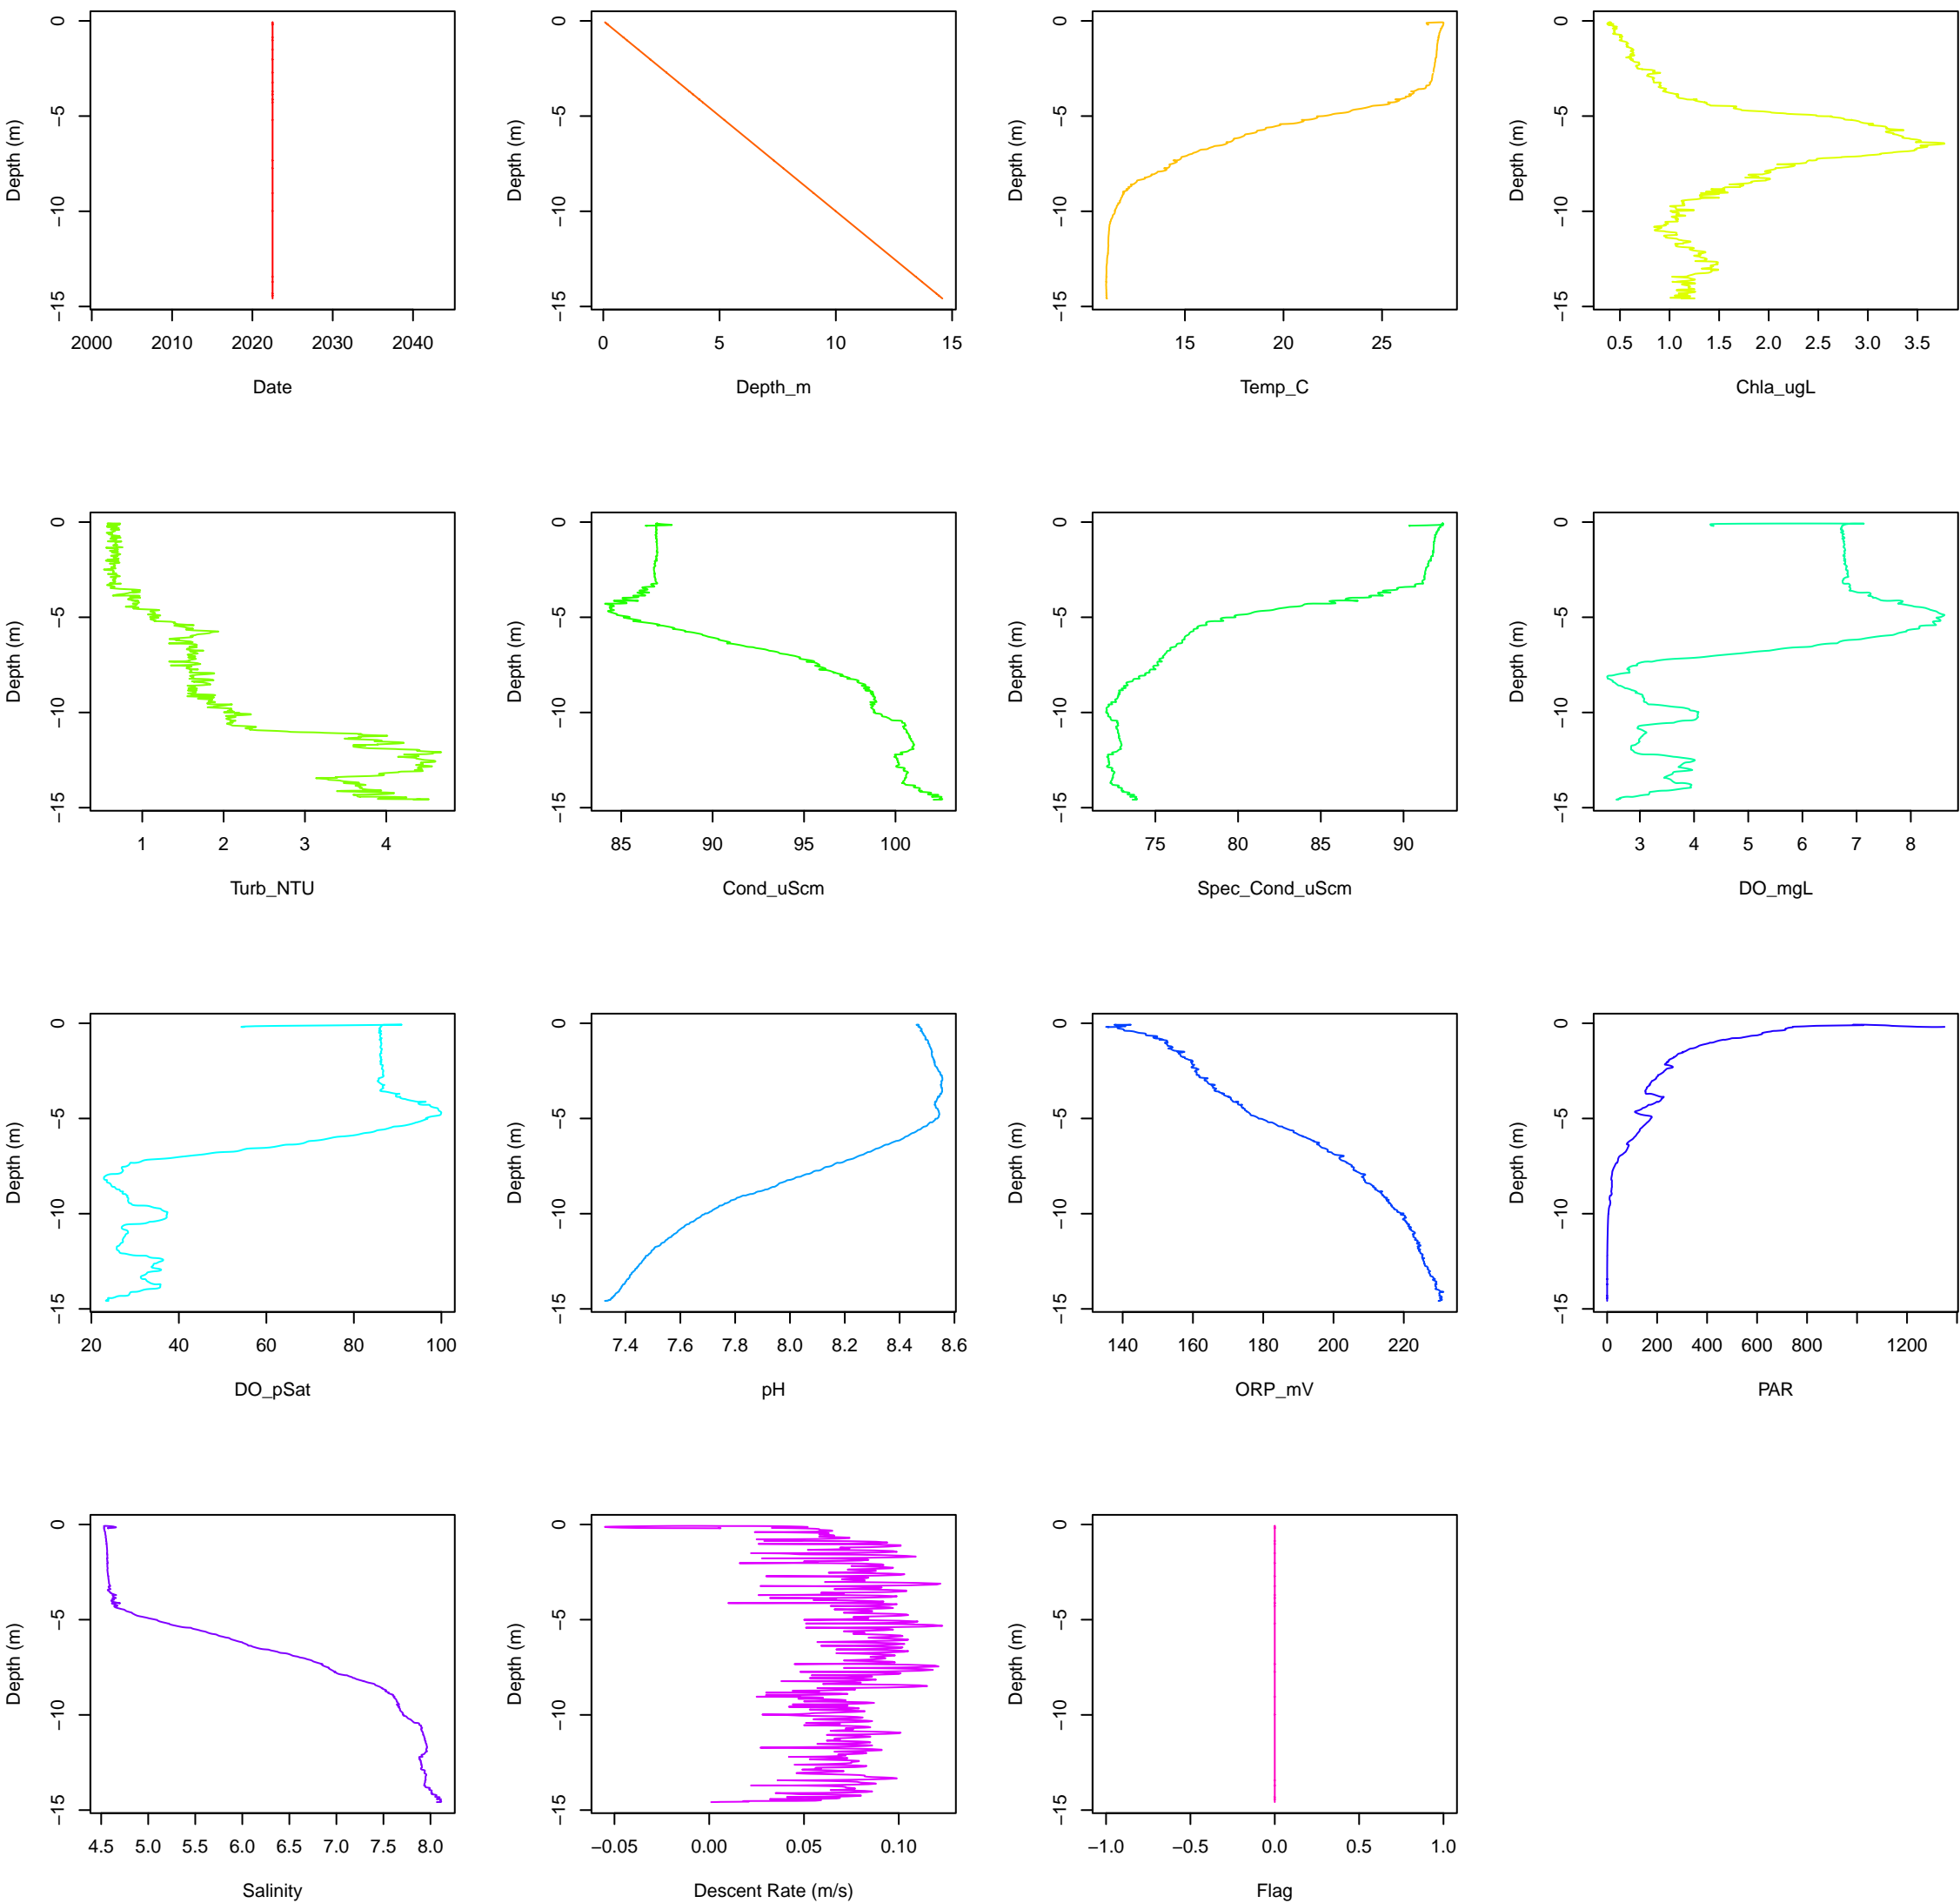 Depth (m)
0
−5
−10
−15
2000 2010 2020 2030 2040
Date
Depth (m)
0
−5
−10
−15
0 5 10 15
Depth_m
Depth (m)
0
−5
−10
−15
15 20 25
Temp_C
Depth (m)
0
−5
−10
−15
0.5 1.0 1.5 2.0 2.5 3.0 3.5
Chla_ugL
Depth (m)
0
−5
−10
−15
1 2 3 4
Turb_NTU
Depth (m)
0
−5
−10
−15
85 90 95 100
Cond_uScm
Depth (m)
0
−5
−10
−15
75 80 85 90
Spec_Cond_uScm
Depth (m)
0
−5
−10
−15
3 4 5 6 7 8
DO_mgL
Depth (m)
0
−5
−10
−15
20 40 60 80 100
DO_pSat
Depth (m)
0
−5
−10
−15
7.4 7.6 7.8 8.0 8.2 8.4 8.6
pH
Depth (m)
0
−5
−10
−15
140 160 180 200 220
ORP_mV
Depth (m)
0
−5
−10
−15
0 200 400 600 800 1200
PAR
Depth (m)
0
−5
−10
−15
4.5 5.0 5.5 6.0 6.5 7.0 7.5 8.0
Salinity
Depth (m)
0
−5
−10
−15
−0.05 0.00 0.05 0.10
Descent Rate (m/s)
Depth (m)
0
−5
−10
−15
−1.0 −0.5 0.0 0.5 1.0
Flag